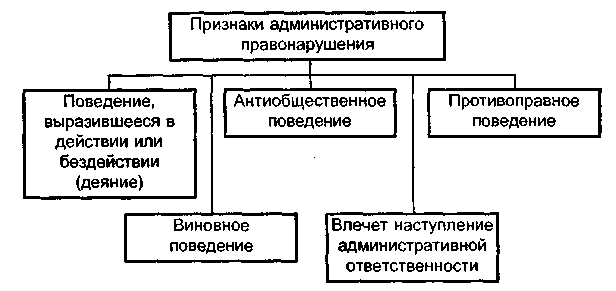 Признаки административного
правонарушения
Поведение,
выразившееся в
действии или
бездействии
(деяние)
Антиобщественное
поведение
Противоправное
поведение
Виновное
поведение
Влечет наступление
административной
ответственности